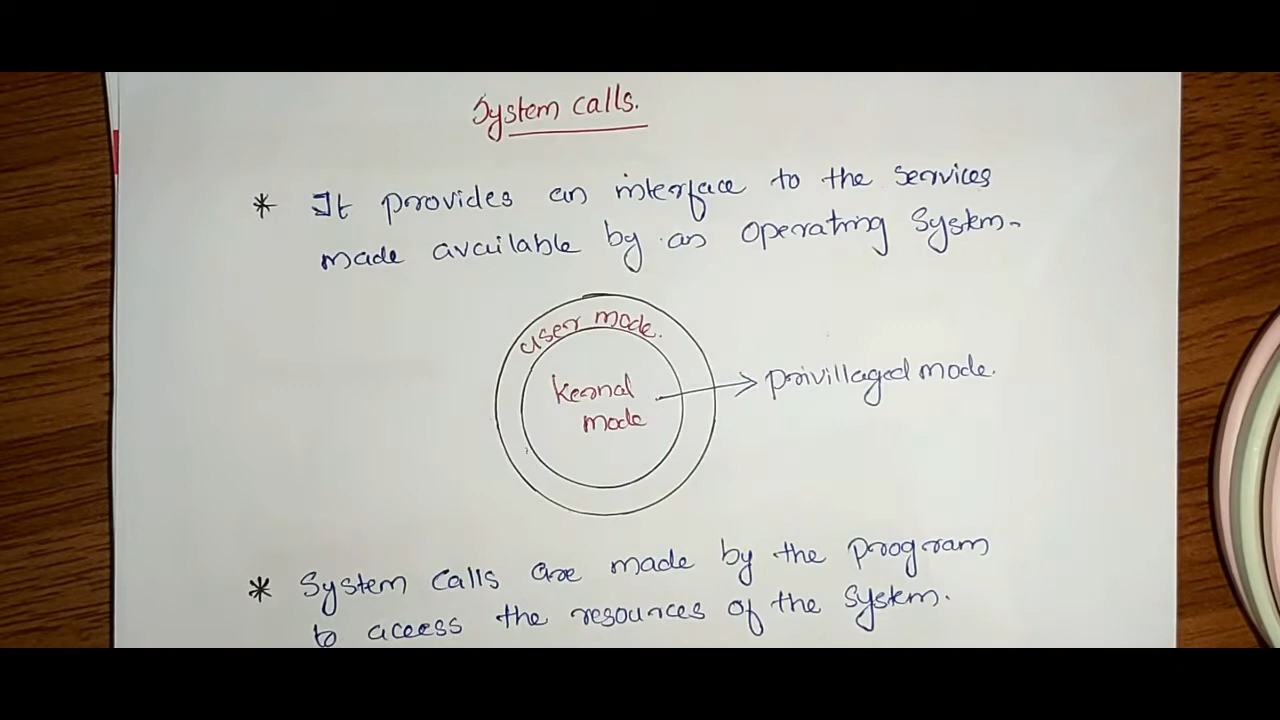 System calls.
* It provides an interface to the services
made available by an operating system.
user mode.
kernal
mode
privillaged mode.
* System calls are made by the program
to access the resources of the system.